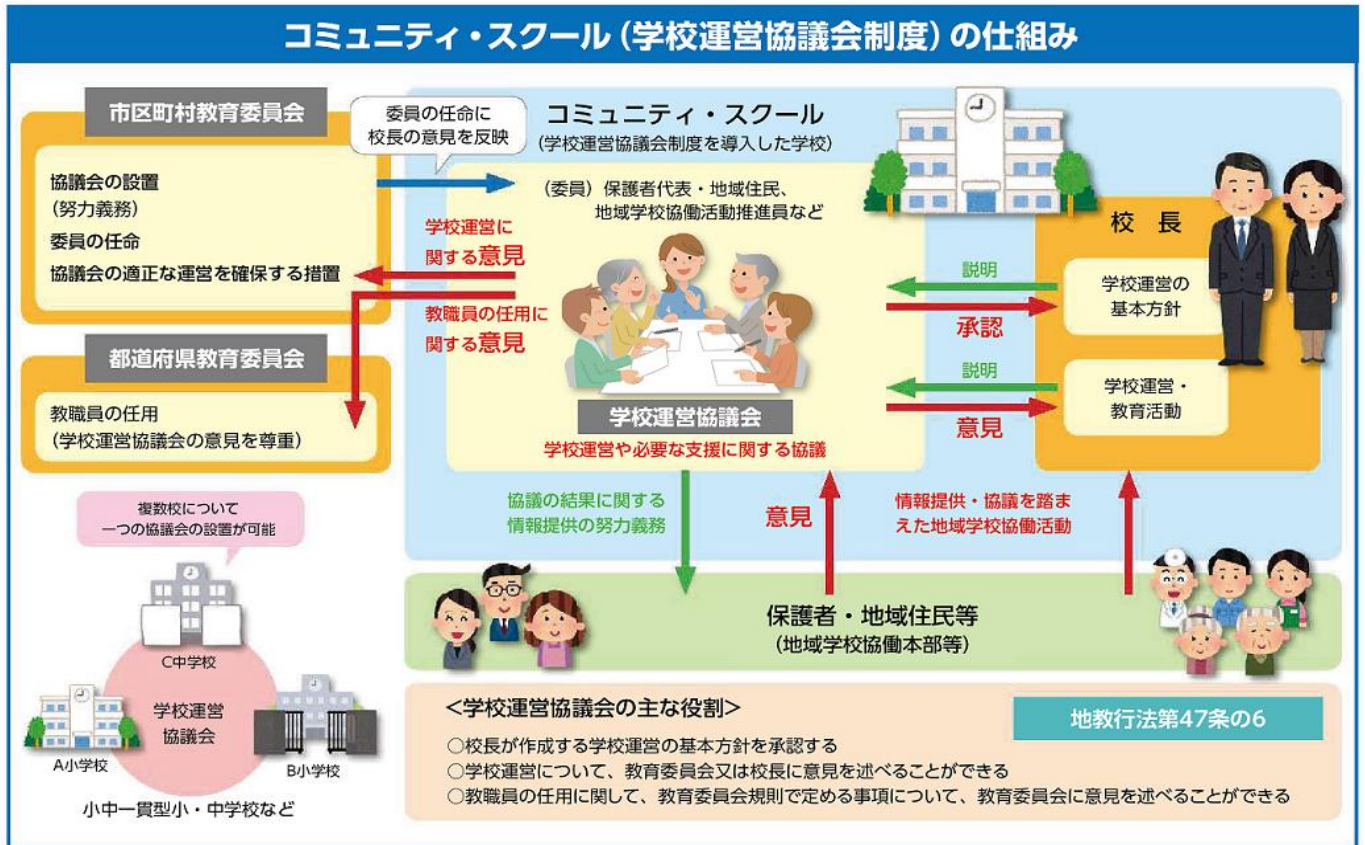 コミュニティ・スクール（学校運営協議会制度）の仕組み
市区町村教育委員会
協議会の設置
(努力義務)
委員の任命
協議会の適正な運営を確保する措置
委員の任命に
校長の意見を反映
コミュニティ・スクール
(学校運営協議会制度を導入した学校)
(委員) 保護者代表・地域住民、
地域学校協働活動推進員など
学校運営に
関する意見
教職員の任用に
関する意見
都道府県教育委員会
教職員の任用
(学校運営協議会の意見を尊重)
学校運営協議会
学校運営や必要な支援に関する協議
校長
説明
承認
学校運営の
基本方針
説明
意見
学校運営・
教育活動
協議の結果に関する
情報提供の努力義務
意見
情報提供・協議を踏ま
えた地域学校協働活動
保護者・地域住民等
(地域学校協働本部等)
複数校について
一つの協議会の設置が可能
C中学校
学校運営
協議会
A小学校
B小学校
小中一貫型小・中学校など
<学校運営協議会の主な役割>
地教行法第47条の6
○校長が作成する学校運営の基本方針を承認する
○学校運営について、教育委員会又は校長に意見を述べることができる
○教職員の任用に関して、教育委員会規則で定める事項について、教育委員会に意見を述べることができる